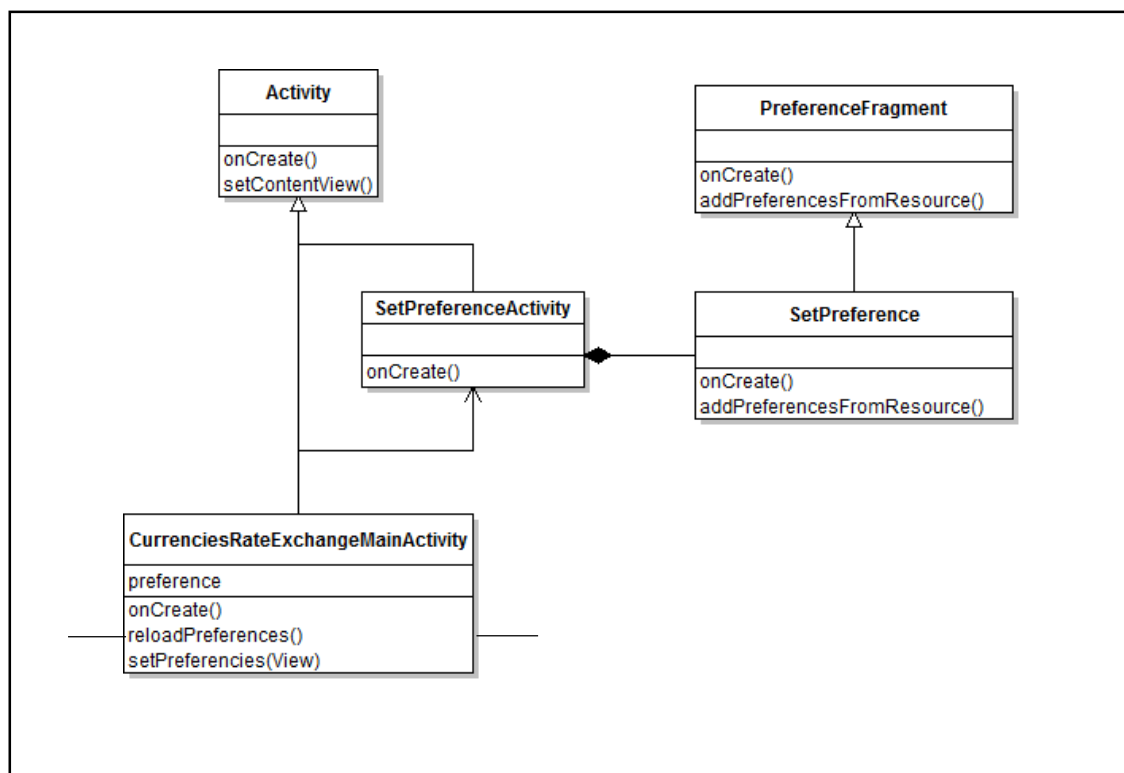 Activity
onCreate()
setContentView()
PreferenceFragment
onCreate()
addPreferencesFromResource()
SetPreferenceActivity
onCreate()
SetPreference
onCreate()
addPreferencesFromResource()
CurrenciesRateExchangeMainActivity
preference
onCreate()
reloadPreferences()
setPreferencies(View)